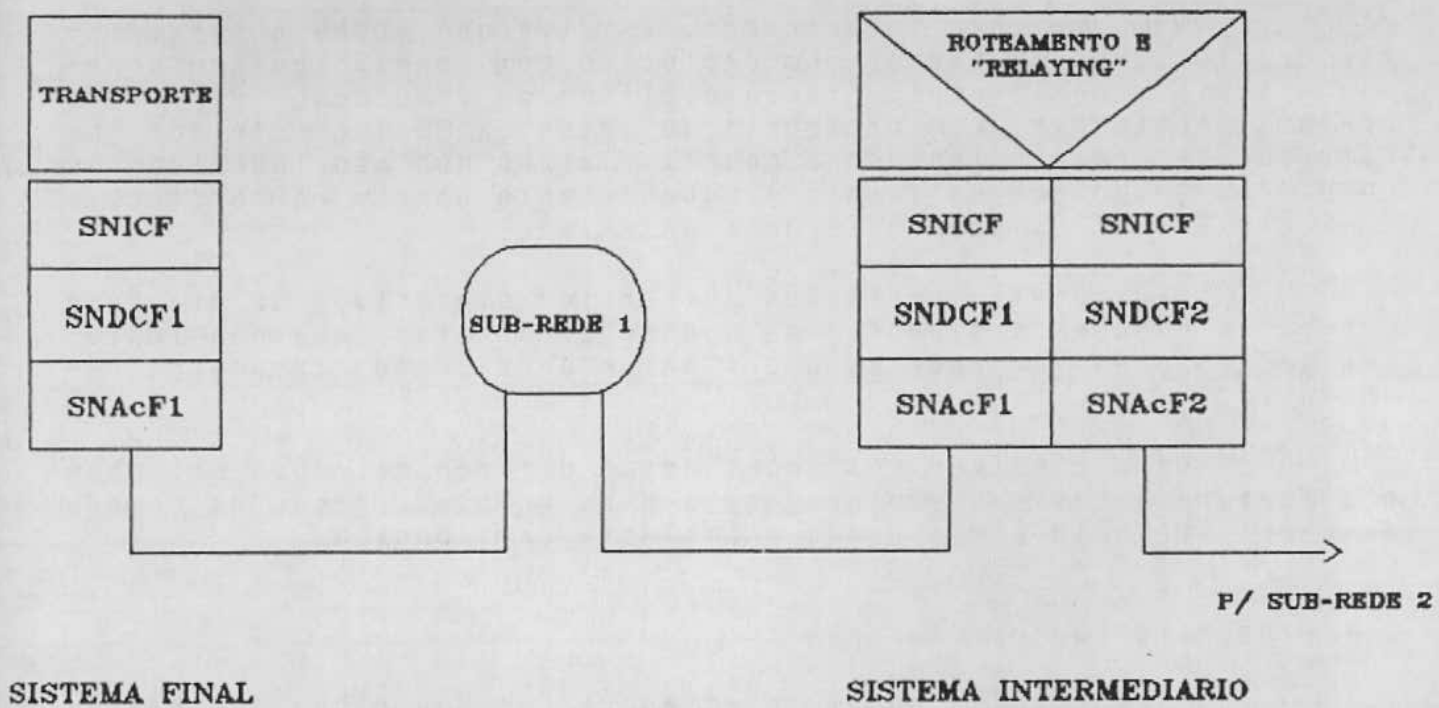 TRANSPORTE
SNICF
SNDCF1
SNAcF1
SUB-REDE 1
ROTEAMENTO E
"RELAYING"
SNICF SNICF
SNDCF1 SNDCF2
SNAcF1 SNAcF2
P/ SUB-REDE 2
SISTEMA FINAL
SISTEMA INTERMEDIARIO